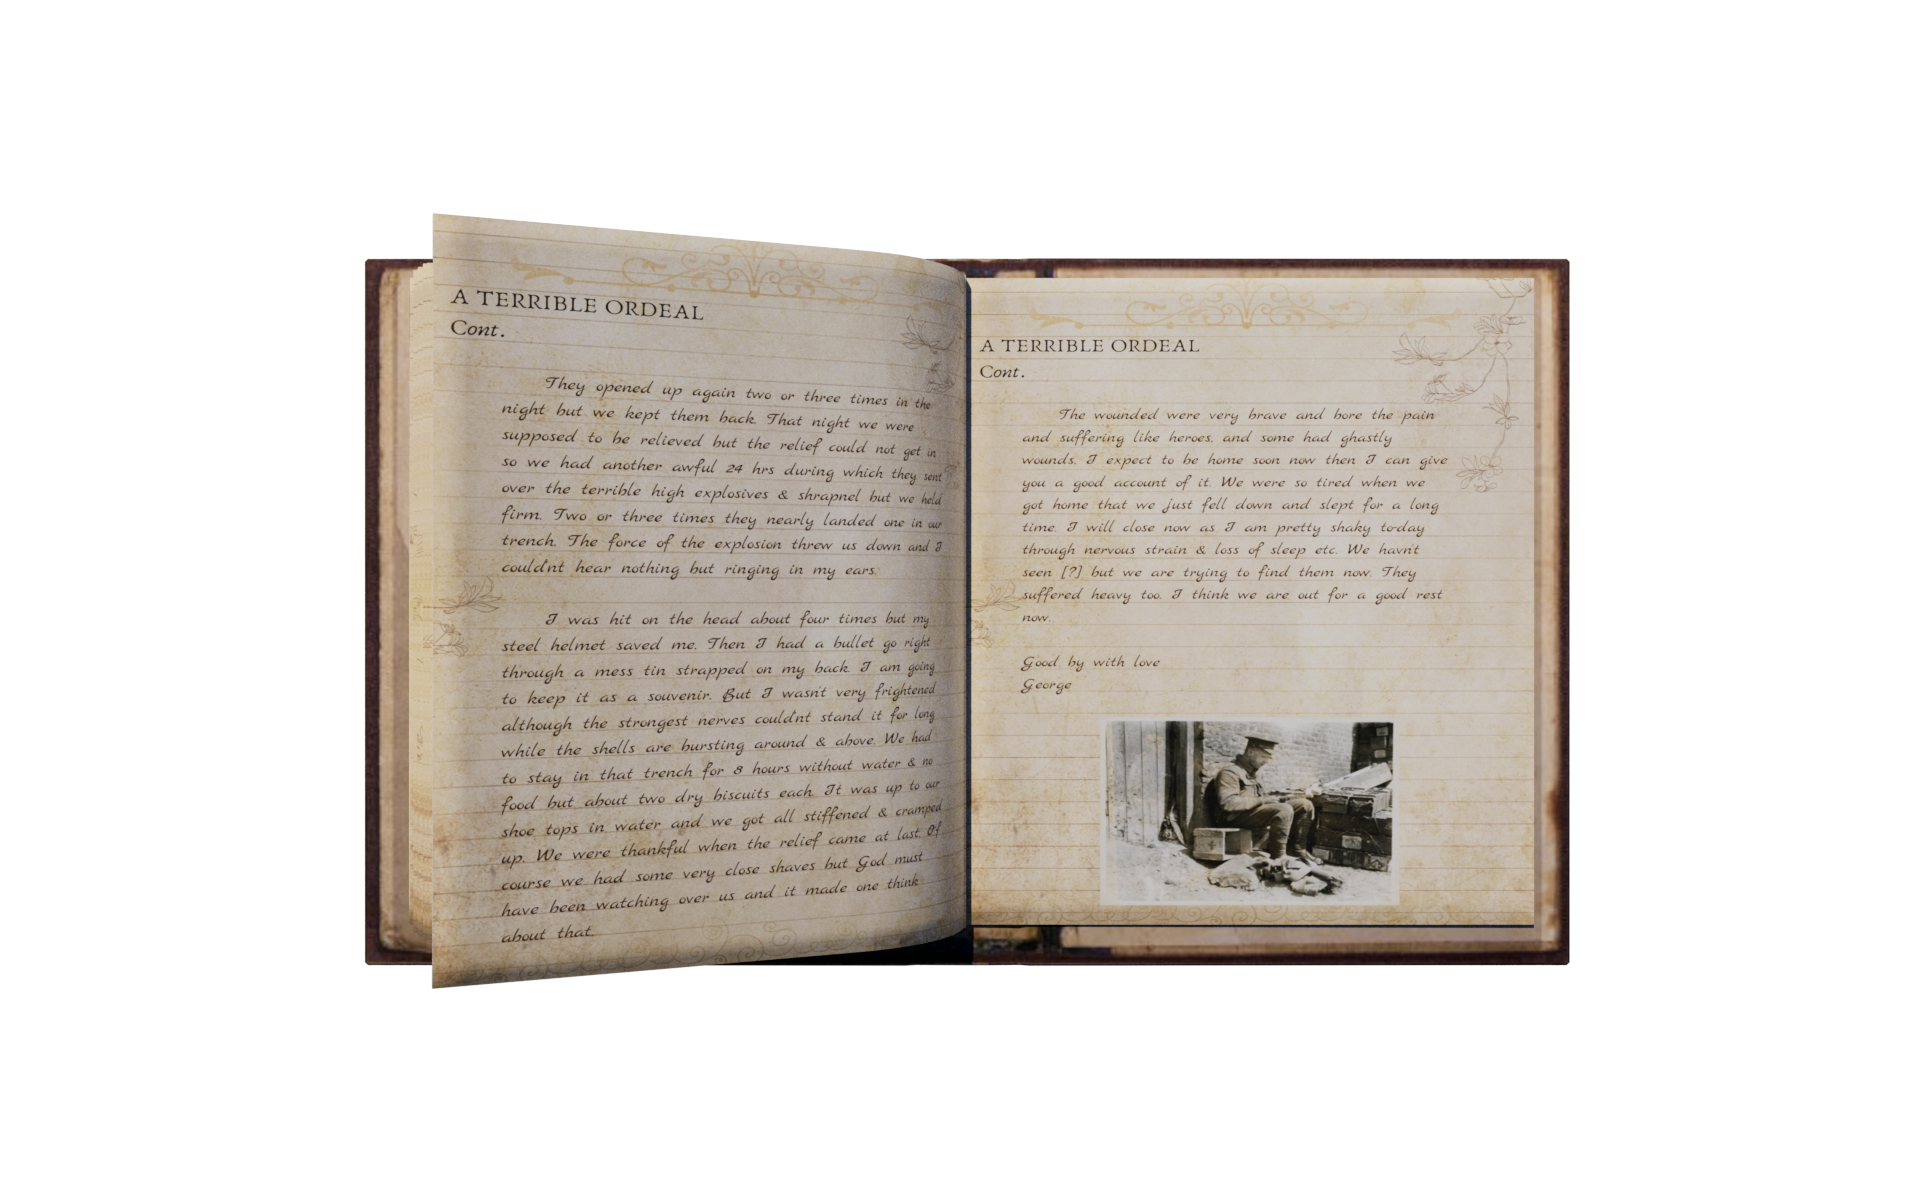 A TERRIBLE ORDEAL
Cont.
They opened up again two or three times in the
night but we kept them back. That night we were
supposed to be relieved but the relief could not get in
so we had another awful 24 hrs during which they sent
over the terrible high explosives & shrapnel but we held
firm. Two or three times they nearly landed one in our
trench. The force of the explosion threw us down and I
could'nt hear nothing but ringing in my ears.
I was hit on the head about four times but my
steel helmet saved me. Then I had a bullet go right
through a mess tin strapped on my back. I am going
to keep it as a souvenir. But I wasn't very frightened
although the strongest nerves could'nt stand it for long
while the shells are bursting around & above. We had
to stay in that trench for 8 hours without water & no
food but about two dry biscuits each. It was up to our
shoe tops in water and we got all stiffened & cramped
up. We were thankful when the relief came at last. Of
course we had some very close shaves but God must
have been watching over us and it made one think
about that.
A TERRIBLE ORDEAL
Cont.
The wounded were very brave and bore the pain
and suffering like heroes, and some had ghastly
wounds. I expect to be home soon now then I can give
you a good account of it. We were so tired when we
got home that we just fell down and slept for a long
time. I will close now as I am pretty shaky to-day
through nervous strain & loss of sleep etc. We hav'nt
seen [?] but we are trying to find them now. They
suffered heavy too. I think we are out for a good rest
now.
Good by with love
George